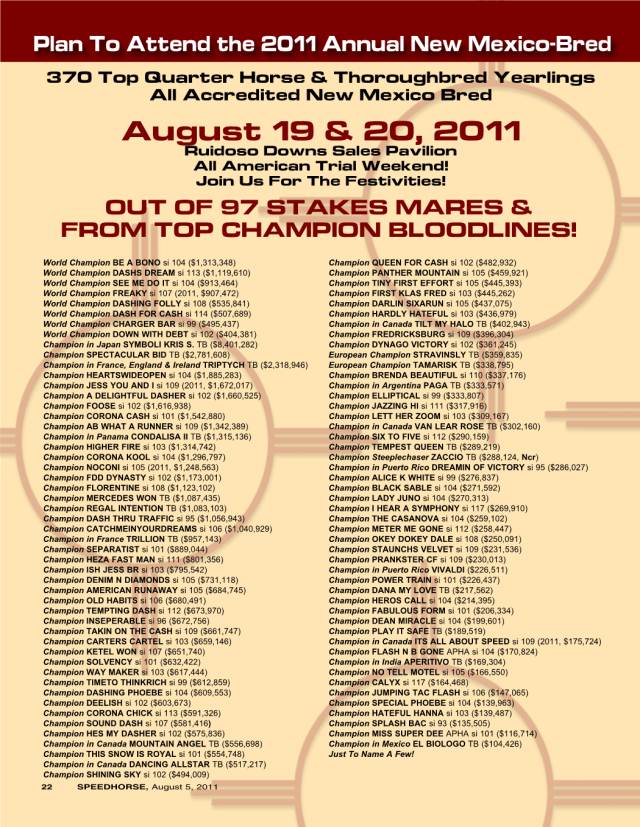 Plan To Attend the 2011 Annual New Mexico-Bred
370 Top Quarter Horse & Thoroughbred Yearlings
All Accredited New Mexico Bred
August 19 & 20, 2011
Ruidoso Downs Sales Pavilion
All American Trial Weekend!
Join Us For The Festivities!
OUT OF 97 STAKES MARES &
FROM TOP CHAMPION BLOODLINES!
World Champion BE A BONO si 104 ($1,313,348)
World Champion DASHS DREAM si 113 ($1,119,610)
World Champion SEE ME DO IT si 104 ($913,464)
World Champion FREAKY si 107 (2011, $907,472)
World Champion DASHING FOLLY si 108 ($535,841)
World Champion DASH FOR CASH si 114 ($507,689)
World Champion CHARGER BAR si 99 ($495,437)
World Champion DOWN WITH DEBT si 102 ($404,381)
Champion in Japan SYMBOLI KRIS S. TB ($8,401,282)
Champion SPECTACULAR BID TB ($2,781,608)
Champion in France, England & Ireland TRIPTYCH TB ($2,318,946)
Champion HEARTSWIDEOPEN si 104 ($1,885,283)
Champion JESS YOU AND I si 109 (2011, $1,672,017)
Champion A DELIGHTFUL DASHER si 102 ($1,660,525)
Champion FOOSE si 102 ($1,616,938)
Champion CORONA CASH si 101 ($1,542,880)
Champion AB WHAT A RUNNER si 109 ($1,342,389)
Champion in Panama CONDALISA II TB ($1,315,136)
Champion HIGHER FIRE si 103 ($1,314,742)
Champion CORONA KOOL si 104 ($1,296,797)
Champion NOCONI si 105 (2011, $1,248,563)
Champion FDD DYNASTY si 102 ($1,173,001)
Champion FLORENTINE si 108 ($1,123,102)
Champion MERCEDES WON TB ($1,087,435)
Champion REGAL INTENTION TB ($1,083,103)
Champion DASH THRU TRAFFIC si 95 ($1,056,943)
Champion CATCHMEINYOURDREAMS si 106 ($1,040,929)
Champion in France TRILLION TB ($957,143)
Champion SEPARATIST si 101 ($889,044)
Champion HEZA FAST MAN si 111 ($801,356)
Champion ISH JESS BR si 103 ($795,542)
Champion DENIM N DIAMONDS si 105 ($731,118)
Champion AMERICAN RUNAWAY si 105 ($684,745)
Champion OLD HABITS si 106 ($680,491)
Champion TEMPTING DASH si 112 ($673,970)
Champion INSEPERABLE si 96 ($672,756)
Champion TAKIN ON THE CASH si 109 ($661,747)
Champion CARTERS CARTEL si 103 ($659,146)
Champion KETEL WON si 107 ($651,740)
Champion SOLVENCY si 101 ($632,422)
Champion WAY MAKER si 103 ($617,444)
Champion TIMETO THINKRICH si 99 ($612,859)
Champion DASHING PHOEBE si 104 ($609,553)
Champion DEELISH si 102 ($603,673)
Champion CORONA CHICK si 113 ($591,326)
Champion SOUND DASH si 107 ($581,416)
Champion HES MY DASHER si 102 ($575,836)
Champion in Canada MOUNTAIN ANGEL TB ($556,698)
Champion THIS SNOW IS ROYAL si 101 ($554,748)
Champion in Canada DANCING ALLSTAR TB ($517,217)
Champion SHINING SKY si 102 ($494,009)
Champion QUEEN FOR CASH si 102 ($482,932)
Champion PANTHER MOUNTAIN si 105 ($459,921)
Champion TINY FIRST EFFORT si 105 ($445,393)
Champion FIRST KLAS FRED si 103 ($445,262)
Champion DARLIN SIXARUN si 105 ($437,075)
Champion HARDLY HATEFUL si 103 ($436,979)
Champion in Canada TILT MY HALO TB ($402,943)
Champion FREDRICKSBURG si 109 ($396,304)
Champion DYNAGO VICTORY si 102 ($361,245)
European Champion STRAVINSLY TB ($359,835)
European Champion TAMARISK TB ($338,795)
Champion BRENDA BEAUTIFUL si 110 ($337,176)
Champion in Argentina PAGA TB ($333,571)
Champion ELLIPTICAL si 99 ($333,807)
Champion JAZZING HI si 111 ($317,916)
Champion LETT HER ZOOM si 103 ($309,167)
Champion in Canada VAN LEAR ROSE TB ($302,160)
Champion SIX TO FIVE si 112 ($290,159)
Champion TEMPEST QUEEN TB ($289,219)
Champion Steeplechaser ZACCIO TB ($288,124, Ncr)
Champion in Puerto Rico DREAMIN OF VICTORY si 95 ($286,027)
Champion ALICE K WHITE si 99 ($276,837)
Champion BLACK SABLE si 104 ($271,592)
Champion LADY JUNO si 104 ($270,313)
Champion I HEAR A SYMPHONY si 117 ($269,910)
Champion THE CASANOVA si 104 ($259,102)
Champion METER ME GONE si 112 ($258,447)
Champion OKEY DOKEY DALE si 108 ($250,091)
Champion STAUNCHS VELVET si 109 ($231,536)
Champion PRANKSTER CF si 109 ($230,013)
Champion in Puerto Rico VIVALDI ($226,511)
Champion POWER TRAIN si 101 ($226,437)
Champion DANA MY LOVE TB ($217,562)
Champion HEROS CALL si 104 ($214,395)
Champion FABULOUS FORM si 101 ($206,334)
Champion DEAN MIRACLE si 104 ($199,601)
Champion PLAY IT SAFE TB ($189,519)
Champion in Canada ITS ALL ABOUT SPEED si 109 (2011, $175,724)
Champion FLASH N B GONE APHA si 104 ($170,824)
Champion in India APERITIVO TB ($169,304)
Champion NO TELL MOTEL si 105 ($166,550)
Champion CALYX si 117 ($164,468)
Champion JUMPING TAC FLASH si 106 ($147,065)
Champion SPECIAL PHOEBE si 104 ($139,963)
Champion HATEFUL HANNA si 103 ($139,487)
Champion SPLASH BAC si 93 ($135,505)
Champion MISS SUPER DEE APHA si 101 ($116,714)
Champion in Mexico EL BIOLOGO TB ($104,426)
Just To Name A Few!
22 SPEEDHORSE, August 5, 2011